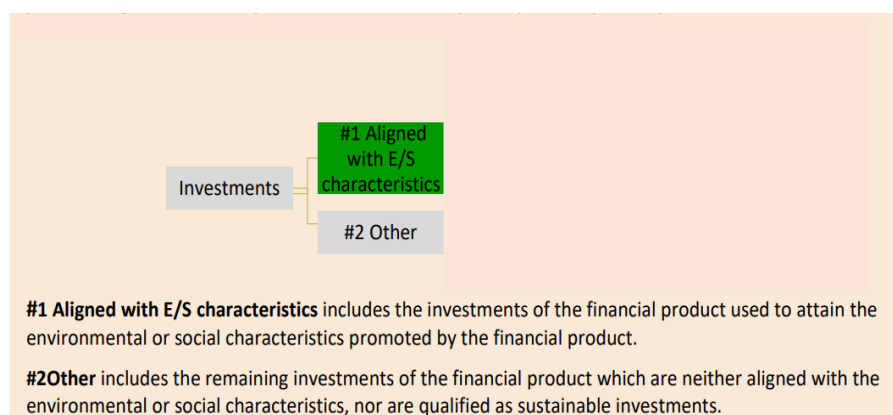 #1 Aligned
with E/S
characteristics
Investments
#2 Other
#1 Aligned with E/S characteristics includes the investments of the financial product used to attain the
environmental or social characteristics promoted by the financial product.
#2Other includes the remaining investments of the financial product which are neither aligned with the
environmental or social characteristics, nor are qualified as sustainable investments.